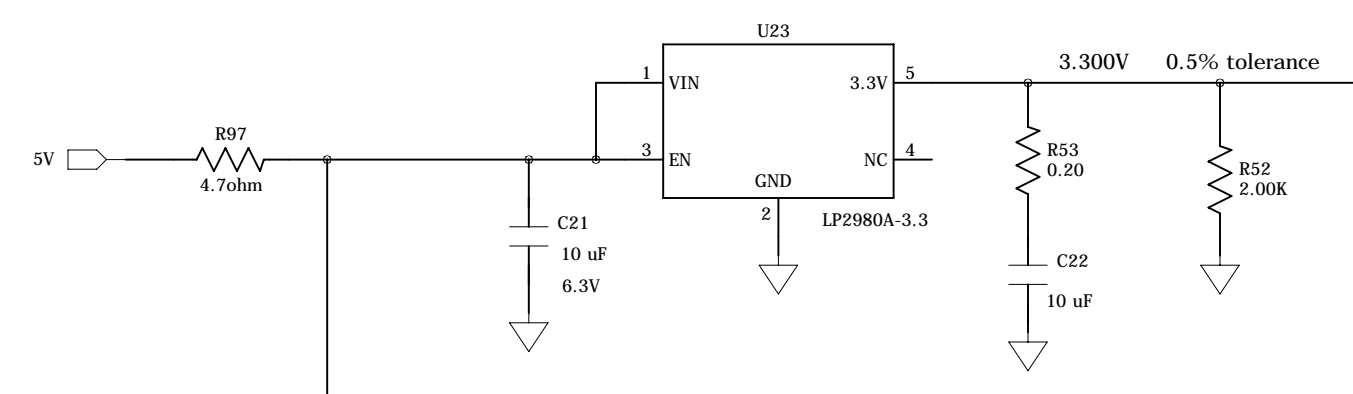 U23
3.300V 0.5% tolerance
1 VIN 3.3V 5
R97
5V
4.7ohm
3 EN NC 4
R53
0.20
R52
2.00K
GND
2
LP2980A-3.3
C21
10 uF
6.3V
C22
10 uF